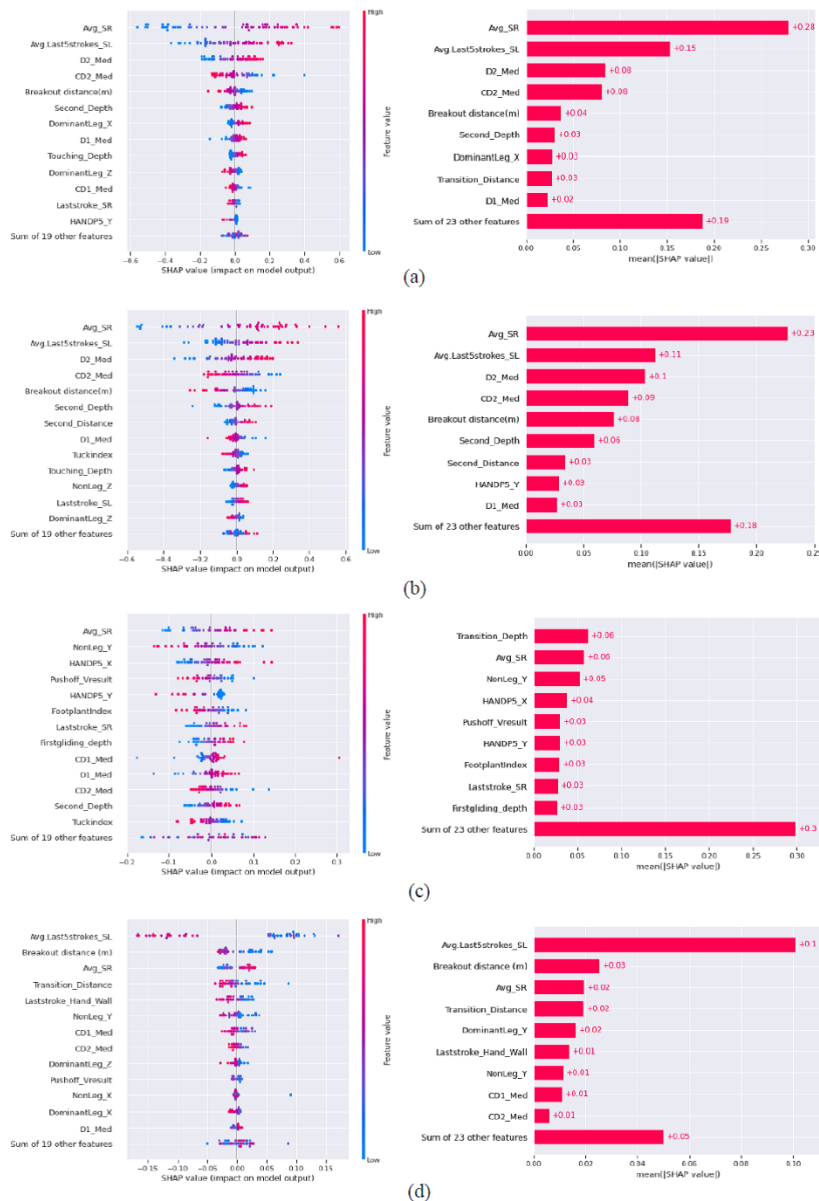 High
Avg_SR
Avg.Last5strokes_SL
D2_Med
CD2_Med
Breakout distance(m)
Second_Depth
DominantLeg_X
D1_Med
Touching_Depth
DominantLeg_Z
CD1_Med
Laststroke_SR
HANDP5_Y
Sum of 19 other features
Low
Feature value
−0.6 −0.4 −0.2 0.0 0.2 0.4 0.6
SHAP value (impact on model output)
Avg_SR +0.28
Avg.Last5strokes_SL +0.15
D2_Med +0.08
CD2_Med +0.08
Breakout distance(m) +0.04
Second_Depth +0.03
DominantLeg_X +0.03
Transition_Distance +0.03
D1_Med +0.02
Sum of 23 other features +0.19
0.00 0.05 0.10 0.15 0.20 0.25 0.30
mean(|SHAP value|)
(a)
High
Avg_SR
Avg.Last5strokes_SL
D2_Med
CD2_Med
Breakout distance(m)
Second_Depth
Second_Distance
D1_Med
Tuckindex
Touching_Depth
NonLeg_Z
Laststroke_SL
DominantLeg_Z
Sum of 19 other features
Low
Feature value
−0.6 −0.4 −0.2 0.0 0.2 0.4 0.6
SHAP value (impact on model output)
Avg_SR +0.23
Avg.Last5strokes_SL +0.11
D2_Med +0.1
CD2_Med +0.09
Breakout distance(m) +0.08
Second_Depth +0.06
Second_Distance +0.03
HANDP5_Y +0.03
D1_Med +0.03
Sum of 23 other features +0.18
0.00 0.05 0.10 0.15 0.20 0.25
mean(|SHAP value|)
(b)
High
Avg_SR
NonLeg_Y
HANDP5_X
Pushoff_Vresult
HANDP5_Y
FootplantIndex
Laststroke_SR
Firstgliding_depth
CD1_Med
D1_Med
CD2_Med
Second_Depth
Tuckindex
Sum of 19 other features
Low
Feature value
−0.2 −0.1 0.0 0.1 0.2 0.3
SHAP value (impact on model output)
Transition_Depth +0.06
Avg_SR +0.06
NonLeg_Y +0.05
HANDP5_X +0.04
Pushoff_Vresult +0.03
HANDP5_Y +0.03
FootplantIndex +0.03
Laststroke_SR +0.03
Firstgliding_depth +0.03
Sum of 23 other features +0.3
0.00 0.05 0.10 0.15 0.20 0.25 0.30
mean(|SHAP value|)
(c)
High
Avg.Last5strokes_SL
Breakout distance (m)
Avg_SR
Transition_Distance
Laststroke_Hand_Wall
NonLeg_Y
CD1_Med
CD2_Med
DominantLeg_Z
Pushoff_Vresult
NonLeg_X
DominantLeg_X
D1_Med
Sum of 19 other features
Low
Feature value
−0.15 −0.10 −0.05 0.00 0.05 0.10 0.15
SHAP value (impact on model output)
Avg.Last5strokes_SL +0.1
Breakout distance (m) +0.03
Avg_SR +0.02
Transition_Distance +0.02
DominantLeg_Y +0.02
Laststroke_Hand_Wall +0.01
NonLeg_Y +0.01
CD1_Med +0.01
CD2_Med +0.01
Sum of 23 other features +0.05
0.00 0.02 0.04 0.06 0.08 0.10
mean(|SHAP value|)
(d)